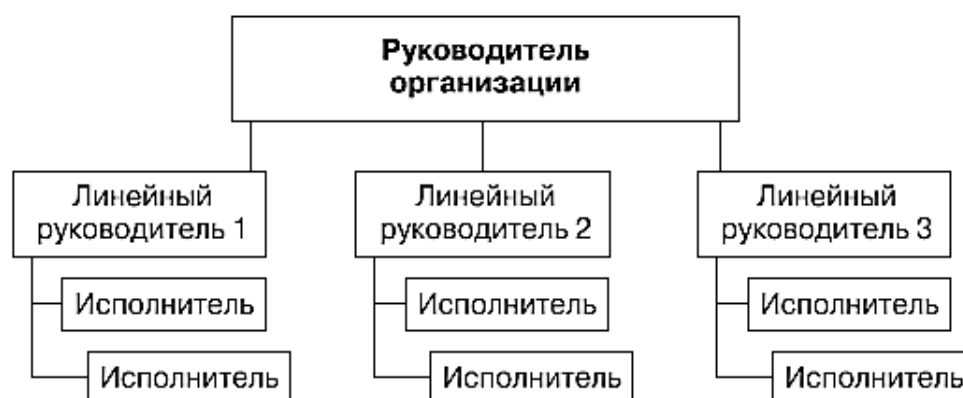 Руководитель
организации
Линейный
руководитель 1
Линейный
руководитель 2
Линейный
руководитель 3
Исполнитель
Исполнитель
Исполнитель
Исполнитель
Исполнитель
Исполнитель